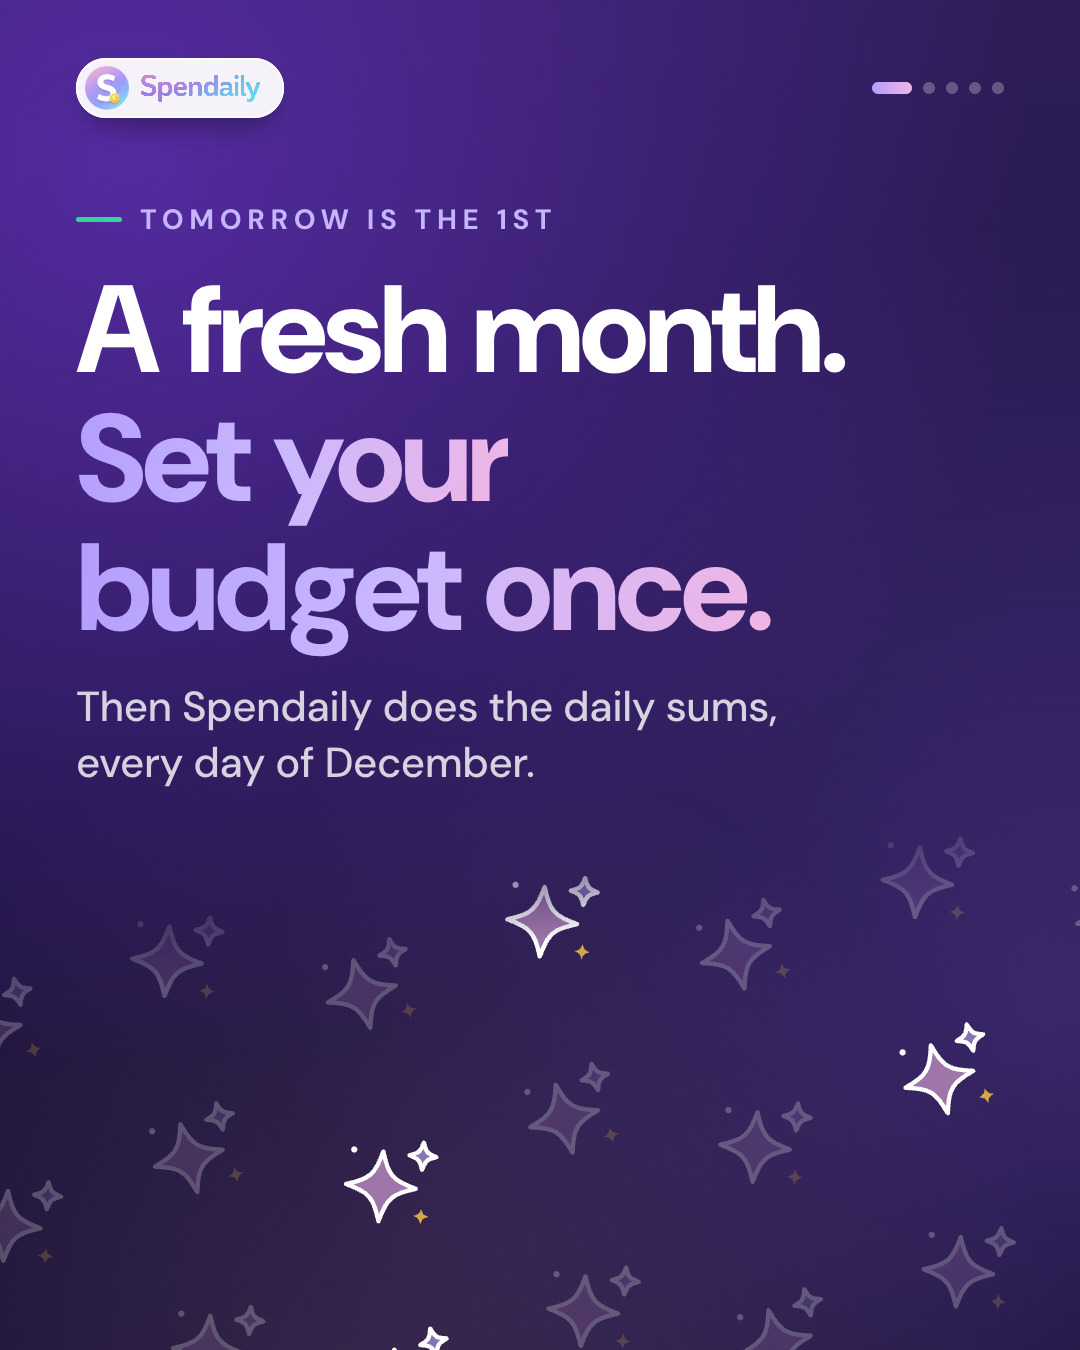 Spendaily
TOMORROW IS THE 1ST
A fresh month.
Set your
budget once.
Then Spendaily does the daily sums,
every day of December.